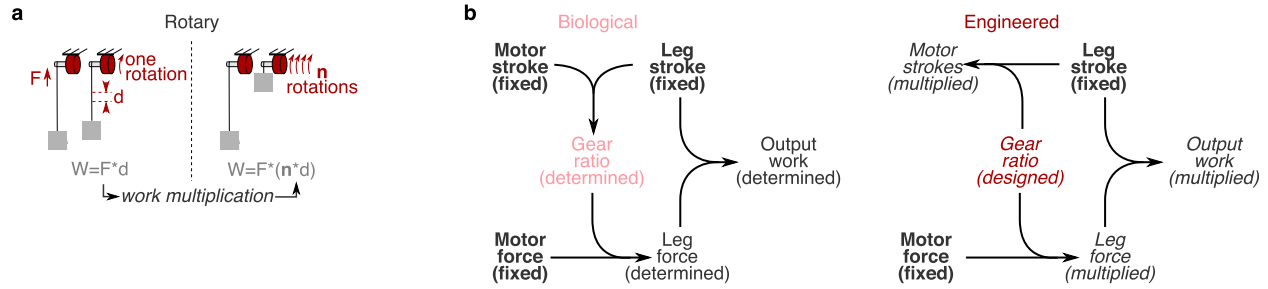 a
Rotary
F
one
rotation
d
n
rotations
W=F*d
W=F*(n*d)
work multiplication
b
Biological
Motor
stroke
(fixed)
Leg
stroke
(fixed)
Gear
ratio
(determined)
Output
work
(determined)
Motor
force
(fixed)
Leg
force
(determined)
Engineered
Motor
strokes
(multiplied)
Leg
stroke
(fixed)
Gear
ratio
(designed)
Output
work
(multiplied)
Motor
force
(fixed)
Leg
force
(multiplied)